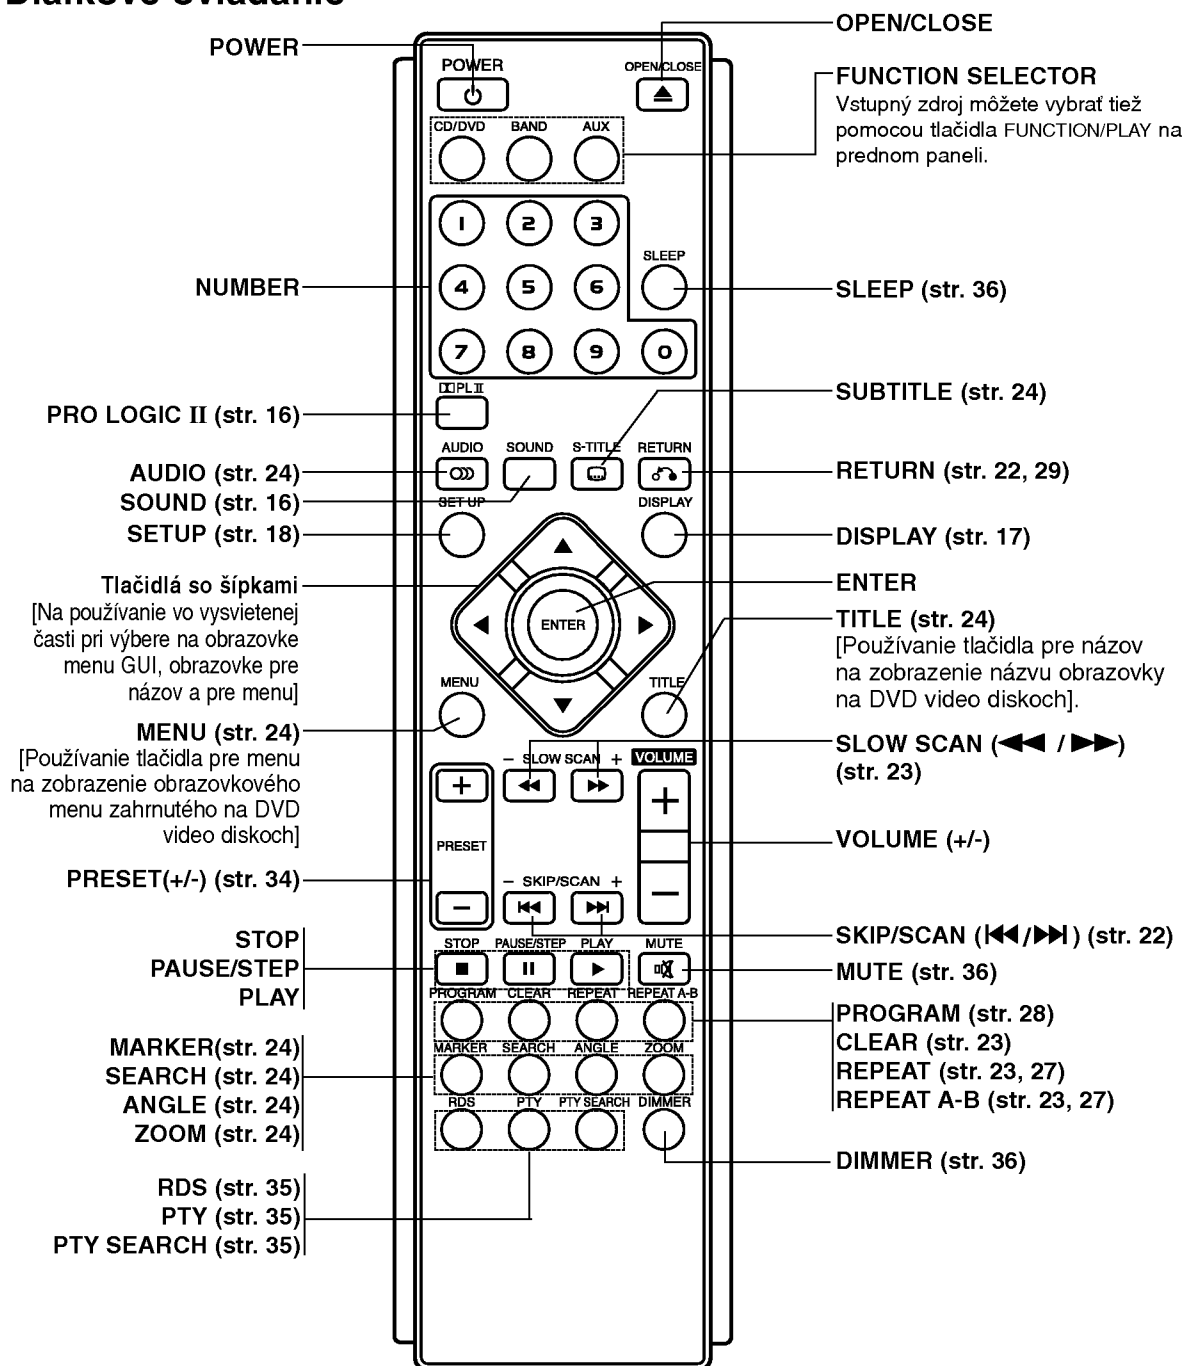 Diaľkové ovládanie
POWER
NUMBER
PRO LOGIC II (str. 16)
AUDIO (str. 24)
SOUND (str. 16)
SETUP (str. 18)
Tlačidlá so šípkami
[Na používanie vo vysvietenej
časti pri výbere na obrazovke
menu GUI, obrazovke pre
názov a pre menu]
MENU (str. 24)
[Používanie tlačidla pre menu
na zobrazenie obrazovkového
menu zahrnutého na DVD
video diskoch]
PRESET(+/-) (str. 34)
STOP
PAUSE/STEP
PLAY
MARKER(str. 24)
SEARCH (str. 24)
ANGLE (str. 24)
ZOOM (str. 24)
RDS (str. 35)
PTY (str. 35)
PTY SEARCH (str. 35)
POWER OPEN/CLOSE
CD/DVD BAND AUX
1 2 3
SLEEP
4 5 6
7 8 9 0
PL II
AUDIO SOUND S-TITLE RETURN
SET UP DISPLAY
ENTER
MENU TITLE
- SLOW SCAN + VOLUME
+ +
PRESET
- SKIP/SCAN +
- -
STOP PAUSE/STEP PLAY MUTE
PROGRAM CLEAR REPEAT REPEAT A-B
MARKER SEARCH ANGLE ZOOM
RDS PTY PTY SEARCH DIMMER
OPEN/CLOSE
FUNCTION SELECTOR
Vstupný zdroj môžete vybrať tiež
pomocou tlačidla FUNCTION/PLAY na
prednom paneli.
SLEEP (str. 36)
SUBTITLE (str. 24)
RETURN (str. 22, 29)
DISPLAY (str. 17)
ENTER
TITLE (str. 24)
[Používanie tlačidla pre názov
na zobrazenie názvu obrazovky
na DVD video diskoch].
SLOW SCAN (◀◀ / ▶▶)
(str. 23)
VOLUME (+/-)
SKIP/SCAN (|◀◀/▶▶|) (str. 22)
MUTE (str. 36)
PROGRAM (str. 28)
CLEAR (str. 23)
REPEAT (str. 23, 27)
REPEAT A-B (str. 23, 27)
DIMMER (str. 36)